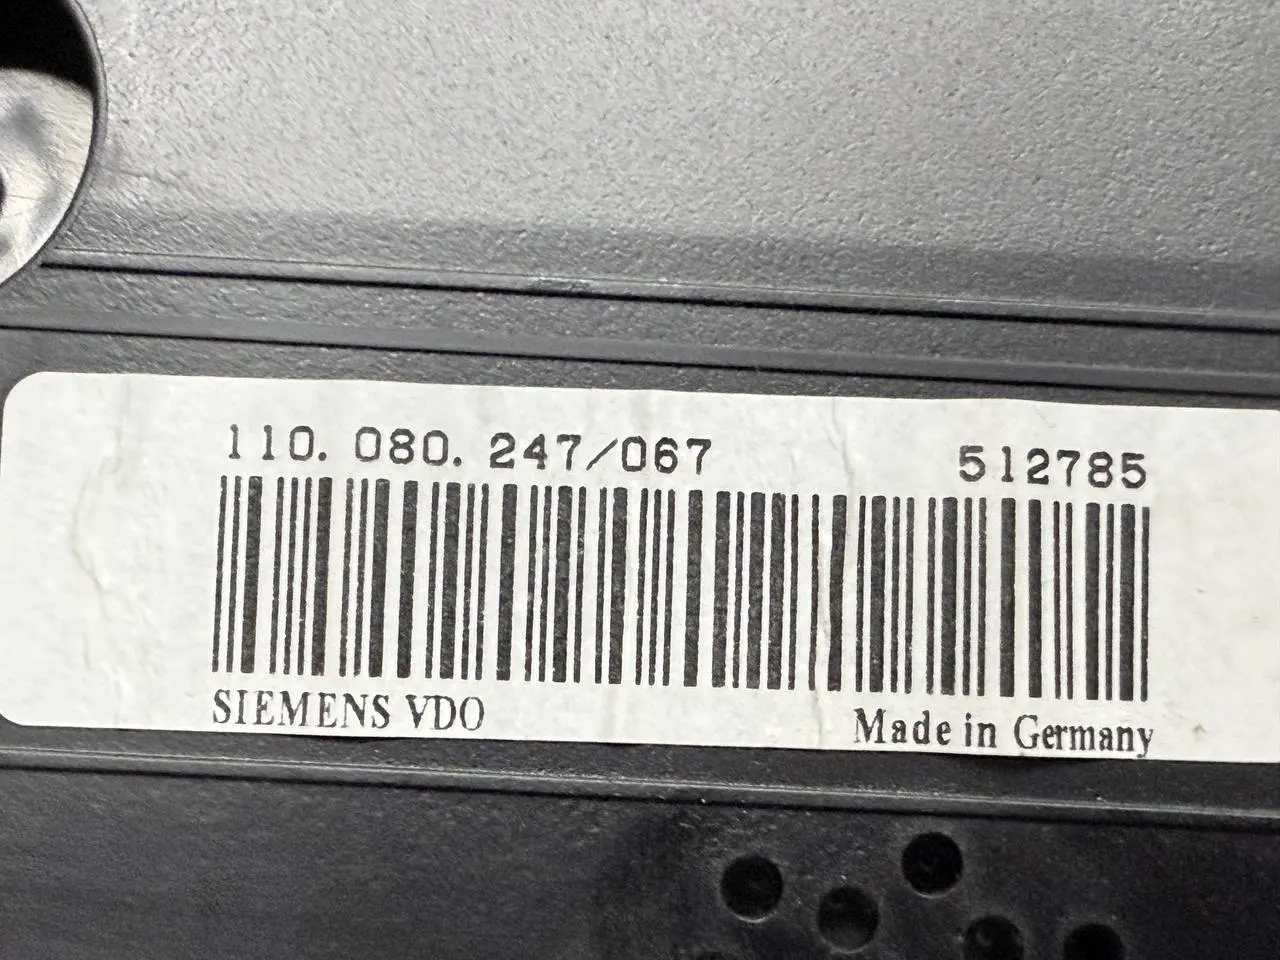 110. 080. 247/067 512785
SIEMENS VDO Made in Germany